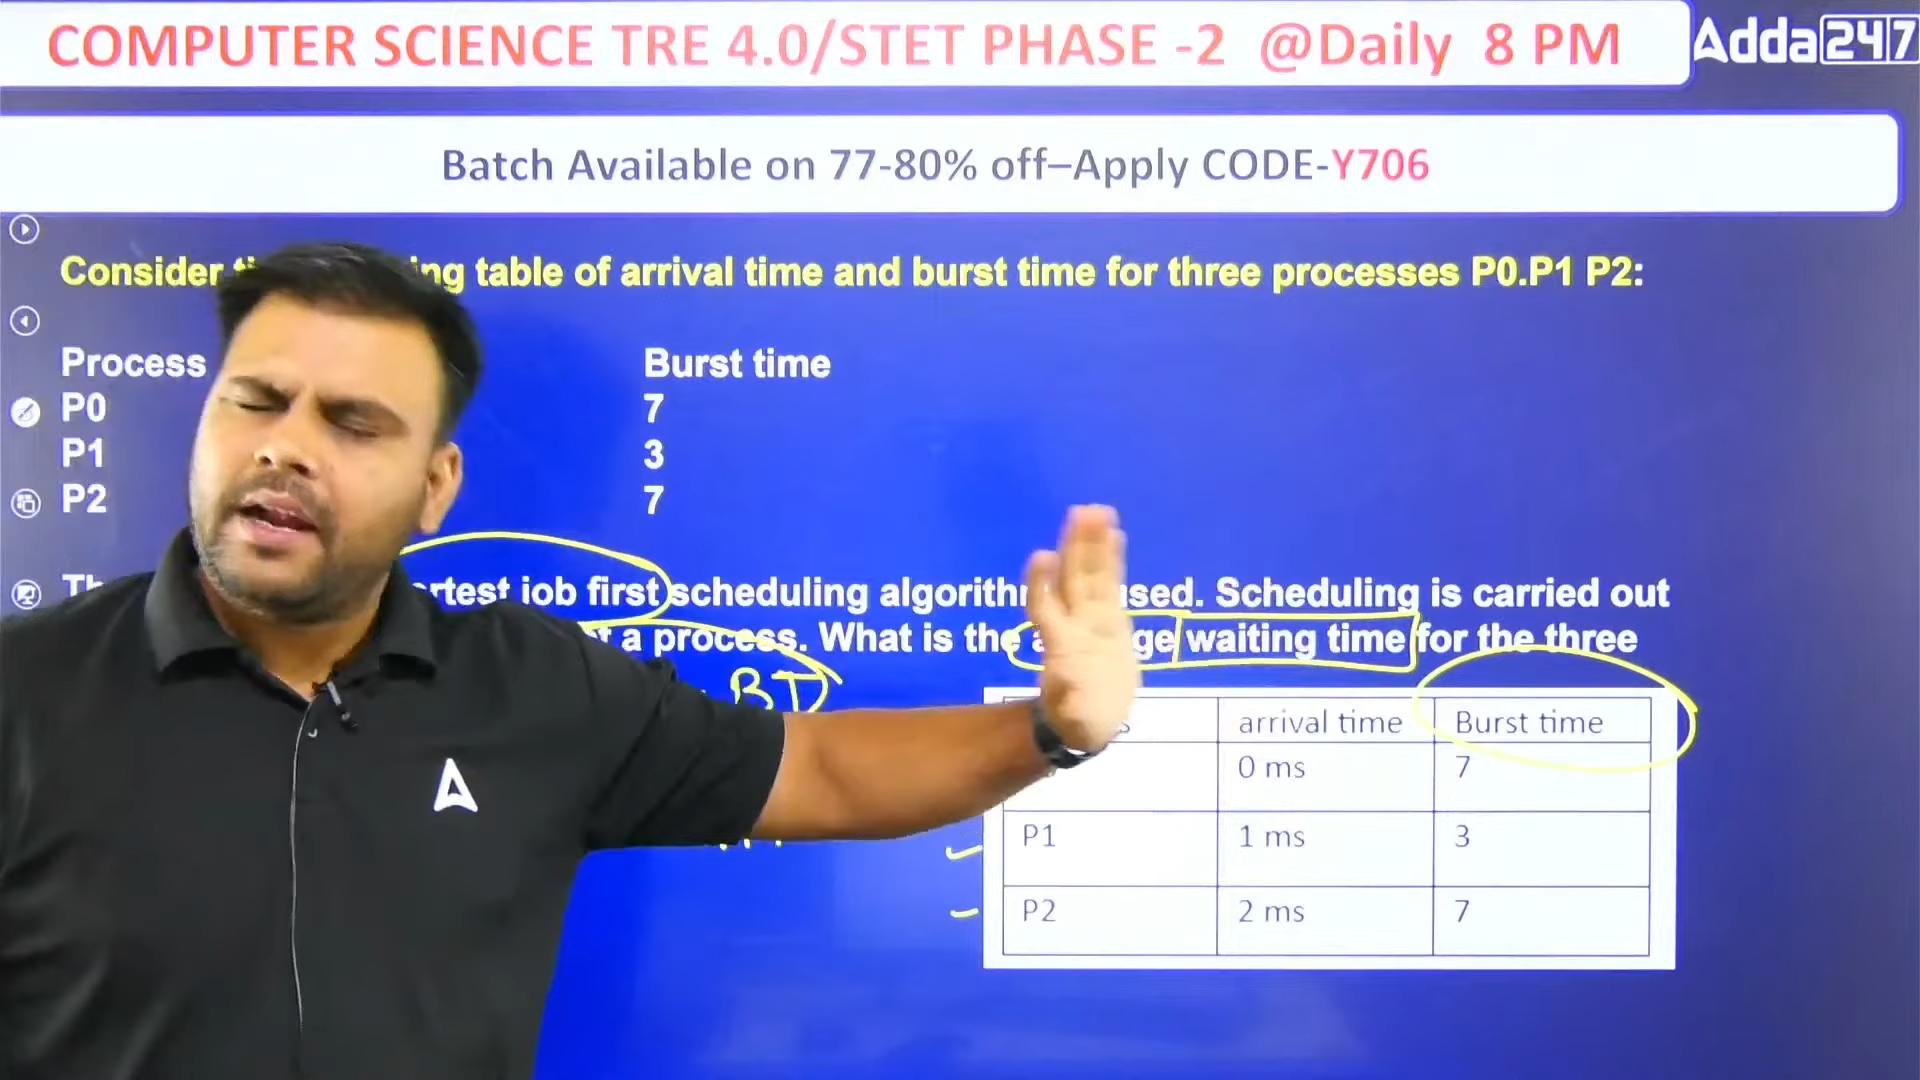 COMPUTER SCIENCE TRE 4.0/STET PHASE -2 @Daily 8 PM
Adda247
Batch Available on 77-80% off–Apply CODE-Y706
Consider table of arrival time and burst time for three processes P0.P1 P2:
Process Burst time
P0 7
P1 3
P2 7
job first scheduling algorithm used. Scheduling is carried out
a process. What is the waiting time for the three
BT
arrival time Burst time
0 ms 7
P1 1 ms 3
P2 2 ms 7